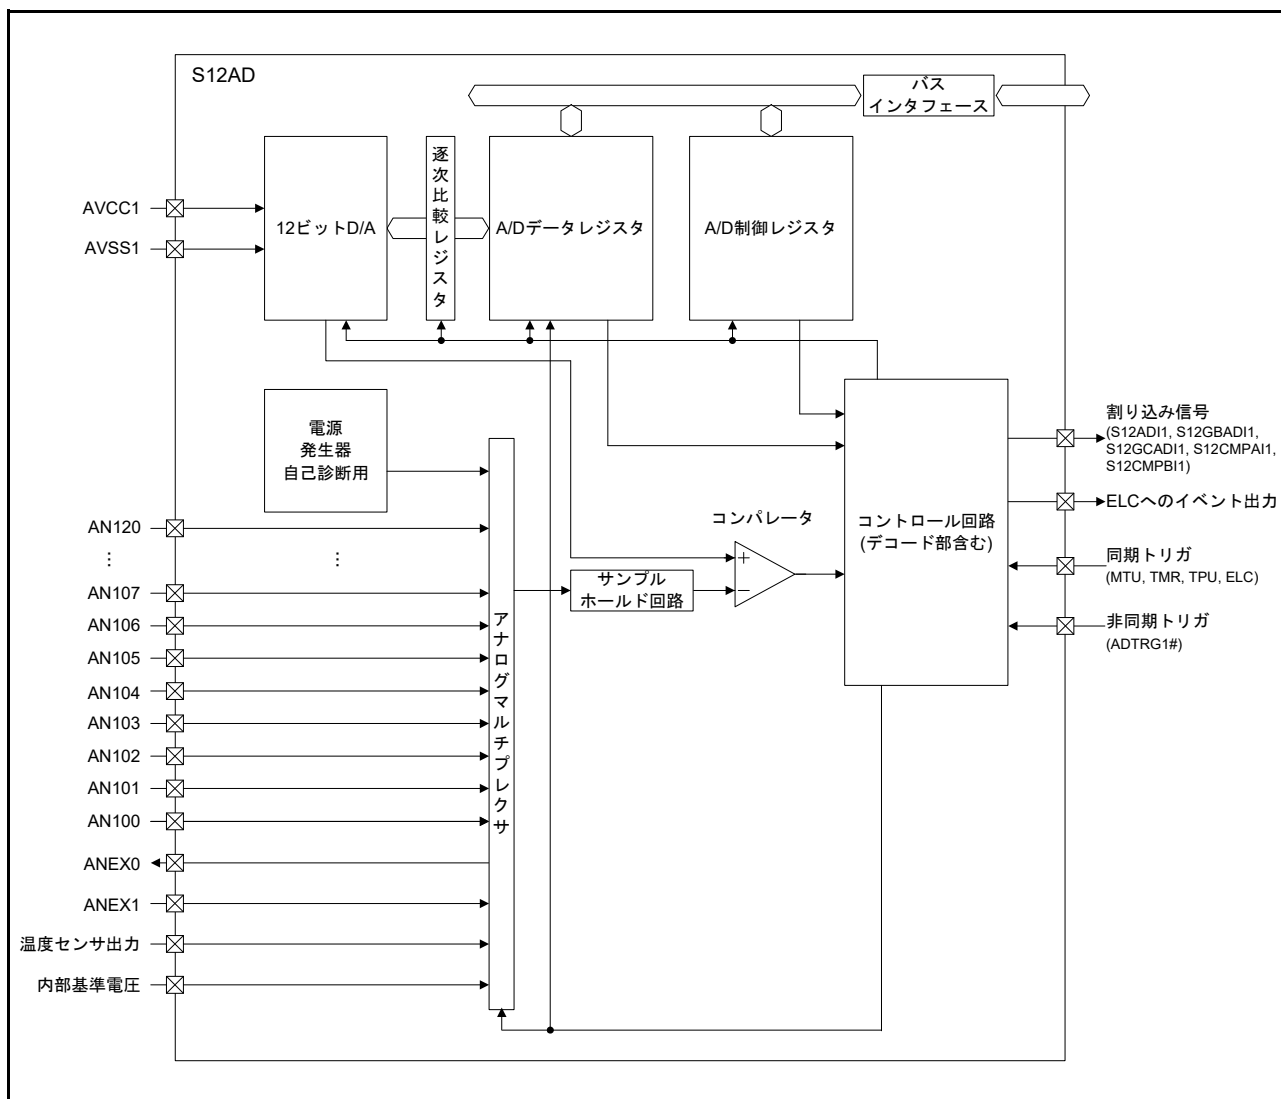 S12AD
バス
インタフェース
AVCC1
AVSS1
12ビットD/A
逐次比較レジスタ
A/Dデータレジスタ
A/D制御レジスタ
電源
発生器
自己診断用
割り込み信号
(S12ADI1, S12GBADI1,
S12GCADI1, S12CMPAI1,
S12CMPBI1)
ELCへのイベント出力
同期トリガ
(MTU, TMR, TPU, ELC)
非同期トリガ
(ADTRG1#)
コンパレータ
+
−
コントロール回路
(デコード部含む)
サンプル
ホールド回路
アナログマルチプレクサ
AN120
⋮
⋮
AN107
AN106
AN105
AN104
AN103
AN102
AN101
AN100
ANEX0
ANEX1
温度センサ出力
内部基準電圧